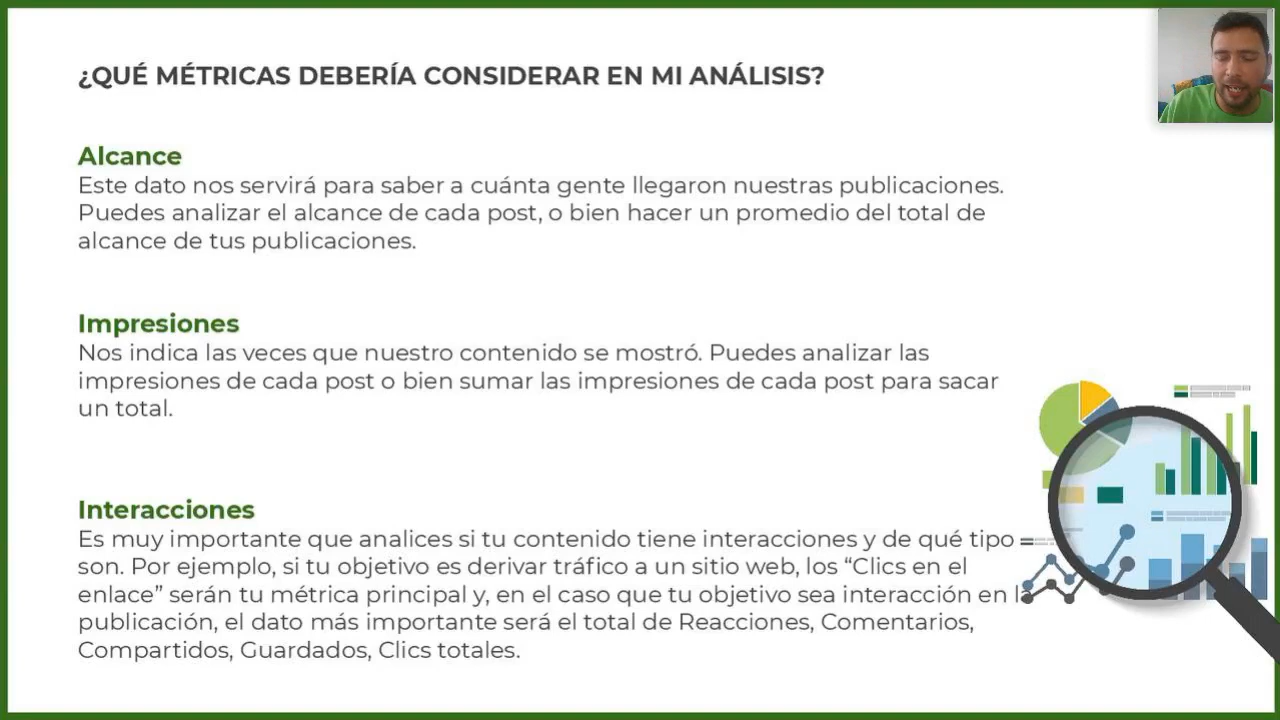 ¿QUÉ MÉTRICAS DEBERÍA CONSIDERAR EN MI ANÁLISIS?
Alcance
Este dato nos servirá para saber a cuánta gente llegaron nuestras publicaciones.
Puedes analizar el alcance de cada post, o bien hacer un promedio del total de
alcance de tus publicaciones.
Impresiones
Nos indica las veces que nuestro contenido se mostró. Puedes analizar las
impresiones de cada post o bien sumar las impresiones de cada post para sacar
un total.
Interacciones
Es muy importante que analices si tu contenido tiene interacciones y de qué tipo
son. Por ejemplo, si tu objetivo es derivar tráfico a un sitio web, los “Clics en el
enlace” serán tu métrica principal y, en el caso que tu objetivo sea interacción en la
publicación, el dato más importante será el total de Reacciones, Comentarios,
Compartidos, Guardados, Clics totales.